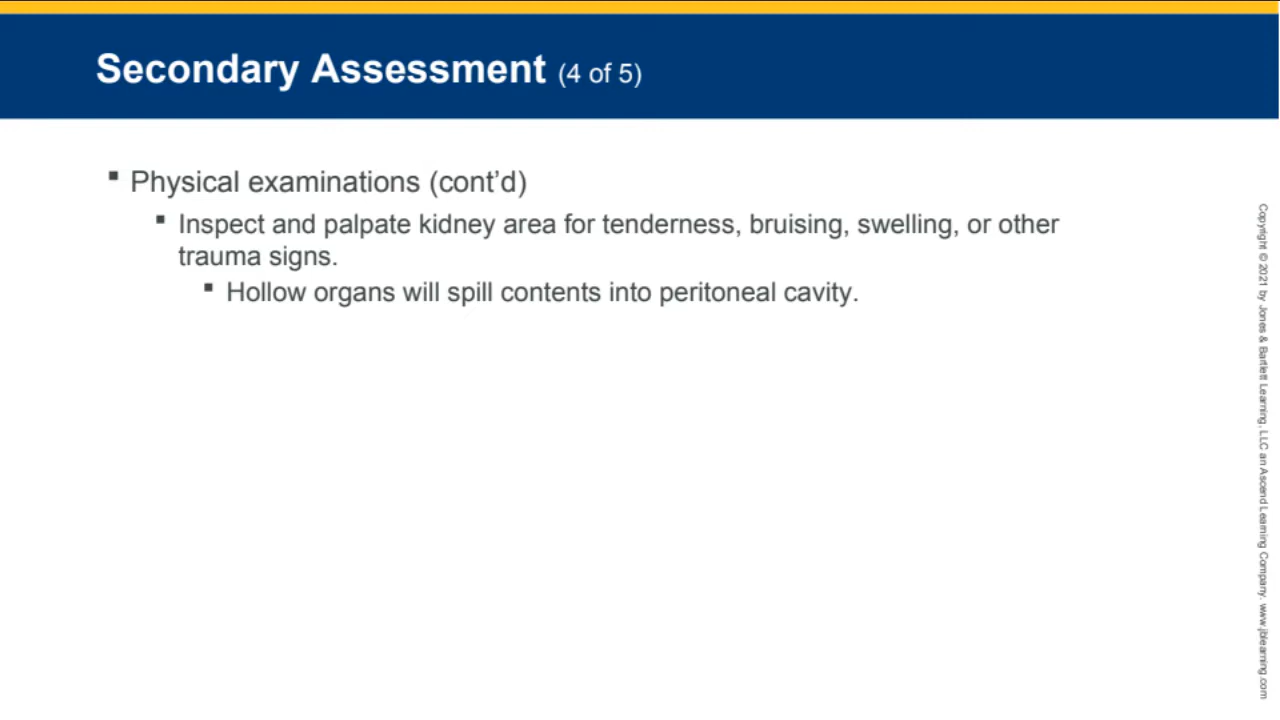 Secondary Assessment (4 of 5)
▪ Physical examinations (cont’d)
▪ Inspect and palpate kidney area for tenderness, bruising, swelling, or other
trauma signs.
▪ Hollow organs will spill contents into peritoneal cavity.
Copyright © 2021 by Jones & Bartlett Learning, LLC an Ascend Learning Company. www.jblearning.com